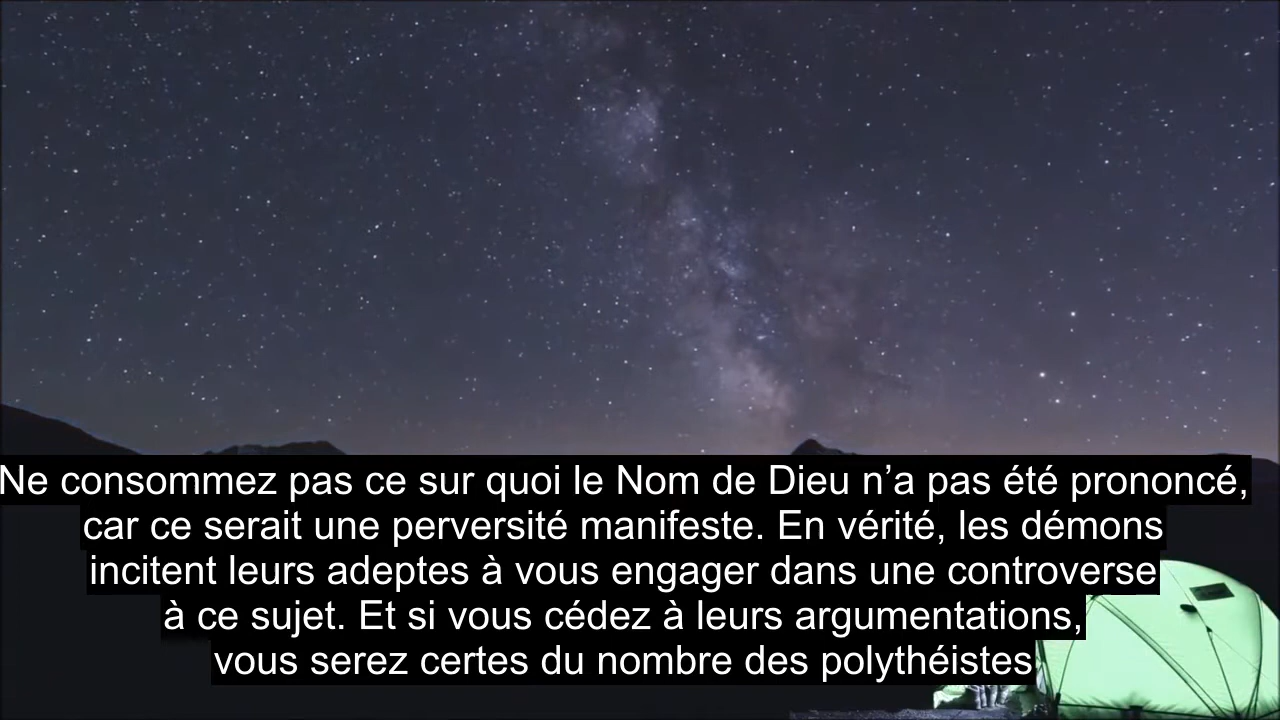 Ne consommez pas ce sur quoi le Nom de Dieu n’a pas été prononcé,
car ce serait une perversité manifeste. En vérité, les démons
incitent leurs adeptes à vous engager dans une controverse
à ce sujet. Et si vous cédez à leurs argumentations,
vous serez certes du nombre des polythéistes